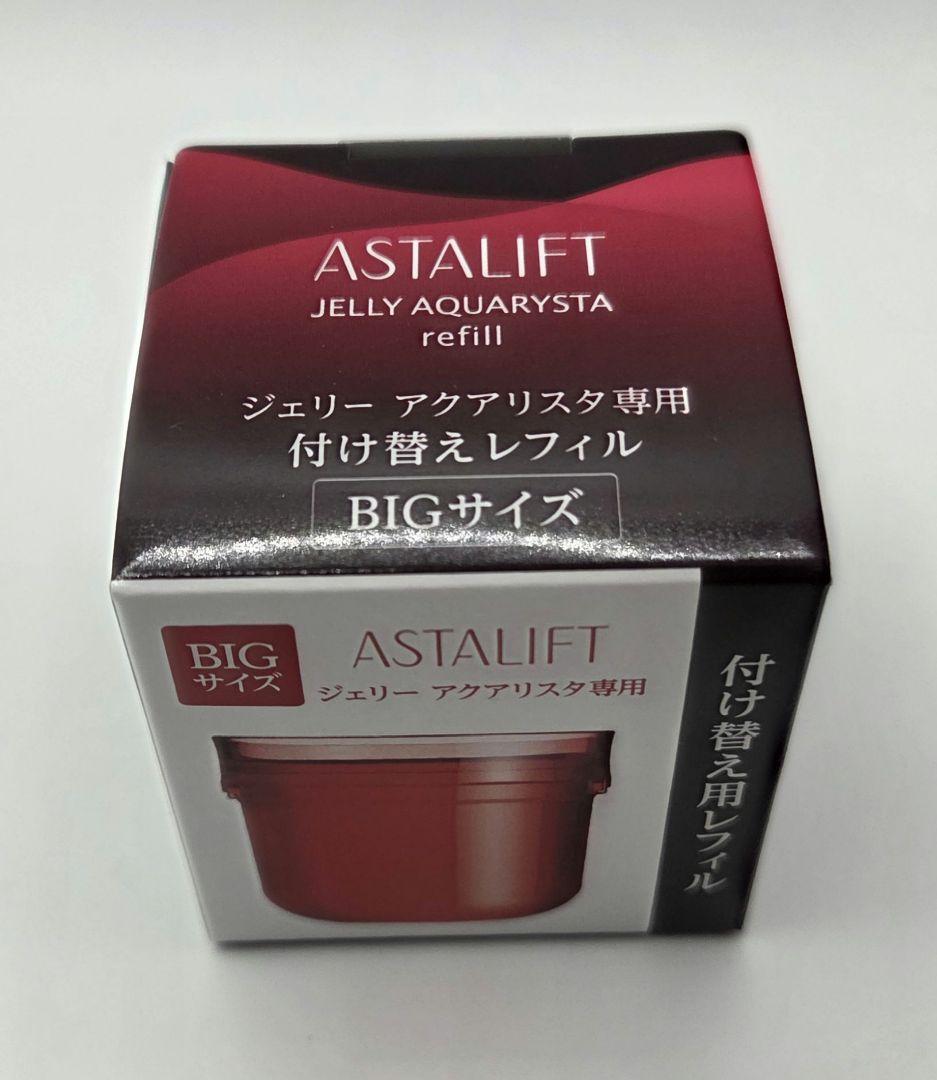 ASTALIFT
JELLY AQUARYSTA
refill
ジェリー アクアリスタ専用
付け替えレフィル
BIGサイズ
BIG
サイズ
ASTALIFT
ジェリー アクアリスタ専用
付け替え用レフィル